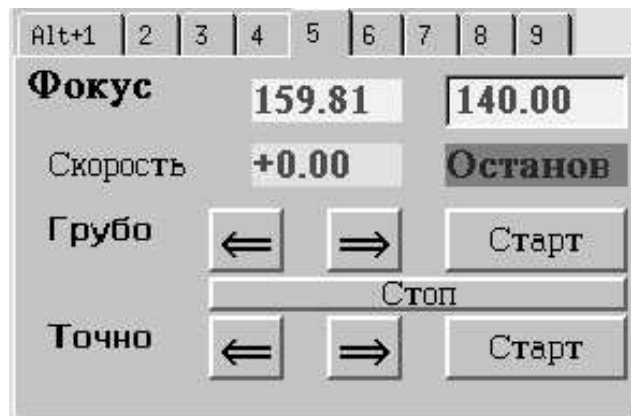 Alt+1 2 3 4 5 6 7 8 9
Фокус 159.81 140.00
Скорость +0.00 Останов
Грубо ⇐ ⇒ Старт
Стоп
Точно ⇐ ⇒ Старт